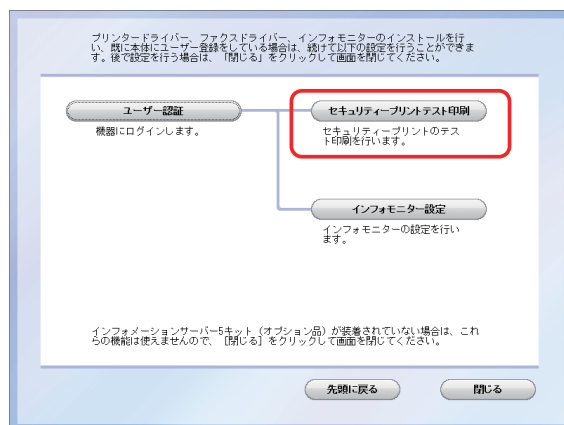 プリンタードライバー、ファクスドライバー、インフォモニターのインストールを行
い、既に本体にユーザー登録をしている場合は、続けて以下の設定を行うことができま
す。後で設定を行う場合は、「閉じる」をクリックして画面を閉じてください。
ユーザー認証
機器にログインします。
セキュリティープリントテスト印刷
セキュリティープリントのテス
ト印刷を行います。
インフォモニター設定
インフォモニターの設定を行い
ます。
インフォメーションサーバー5キット（オプション品）が装着されていない場合は、これ
らの機能は使えませんので、［閉じる］をクリックして画面を閉じてください。
先頭に戻る
閉じる